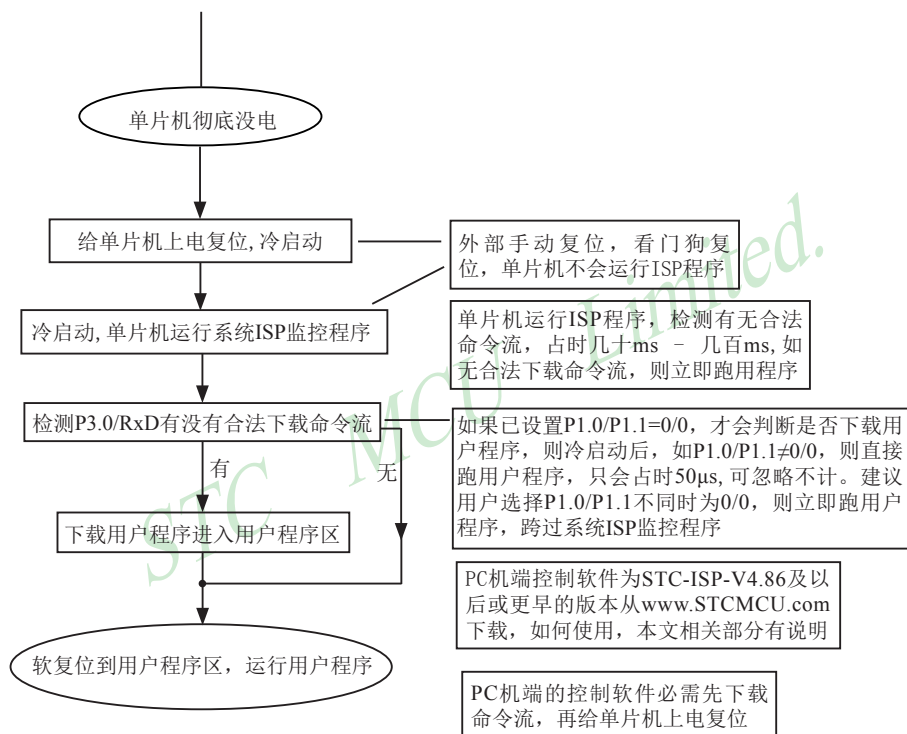 单片机彻底没电
给单片机上电复位,冷启动
外部手动复位，看门狗复
位，单片机不会运行ISP程序
冷启动,单片机运行系统ISP监控程序
单片机运行ISP程序，检测有无合法
命令流，占时几十ms － 几百ms,如
无合法下载命令流，则立即跑用程序
检测P3.0/RxD有没有合法下载命令流
如果已设置P1.0/P1.1=0/0，才会判断是否下载用
户程序，则冷启动后，如P1.0/P1.1≠0/0，则直接
跑用户程序，只会占时50μs,可忽略不计。建议
用户选择P1.0/P1.1不同时为0/0，则立即跑用户
程序，跨过系统ISP监控程序
有
无
下载用户程序进入用户程序区
PC机端控制软件为STC-ISP-V4.86及以
后或更早的版本从www.STCMCU.com
下载，如何使用，本文相关部分有说明
软复位到用户程序区，运行用户程序
PC机端的控制软件必需先下载
命令流，再给单片机上电复位
STC MCU Limited.